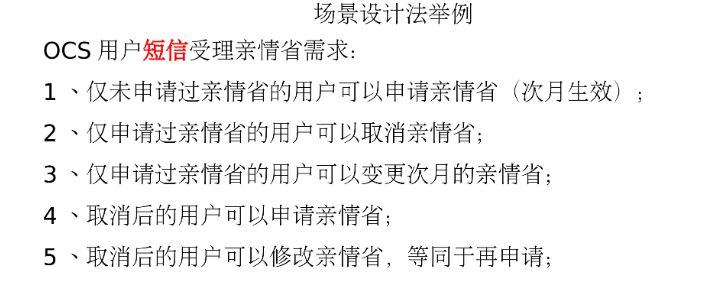 场景设计法举例
OCS 用户短信受理亲情省需求：
1 、仅未申请过亲情省的用户可以申请亲情省（次月生效）；
2 、仅申请过亲情省的用户可以取消亲情省；
3 、仅申请过亲情省的用户可以变更次月的亲情省；
4 、取消后的用户可以申请亲情省；
5 、取消后的用户可以修改亲情省，等同于再申请；